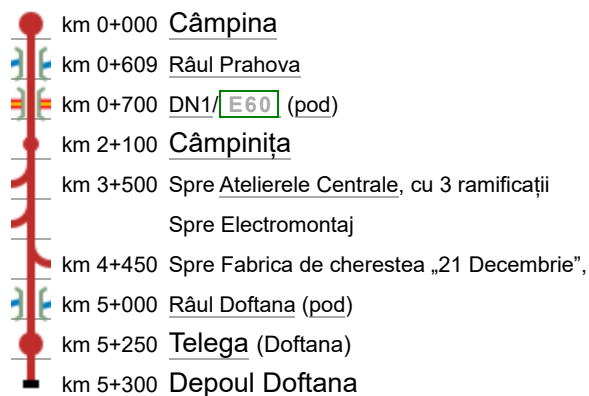 km 0+000 Câmpina
km 0+609 Râul Prahova
km 0+700 DN1/ E60 (pod)
km 2+100 Câmpinița
km 3+500 Spre Atelierele Centrale, cu 3 ramificații
Spre Electromontaj
km 4+450 Spre Fabrica de cherestea „21 Decembrie”,
km 5+000 Râul Doftana (pod)
km 5+250 Telega (Doftana)
km 5+300 Depoul Doftana